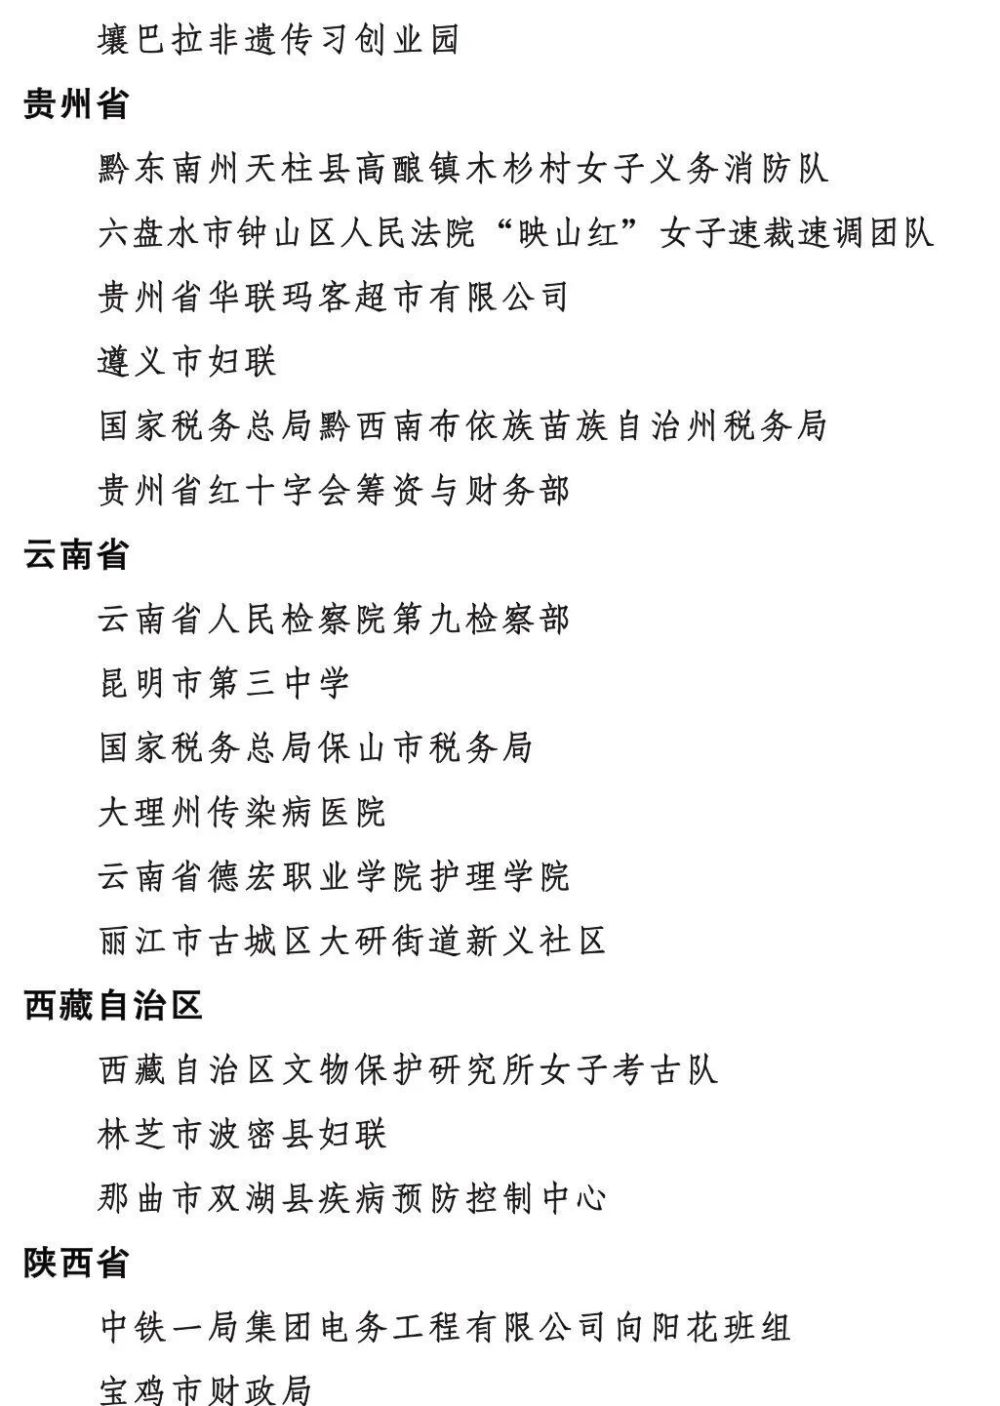 壤巴拉非遗传习创业园
贵州省
黔东南州天柱县高酿镇木杉村女子义务消防队
六盘水市钟山区人民法院“映山红”女子速裁速调团队
贵州省华联玛客超市有限公司
遵义市妇联
国家税务总局黔西南布依族苗族自治州税务局
贵州省红十字会筹资与财务部
云南省
云南省人民检察院第九检察部
昆明市第三中学
国家税务总局保山市税务局
大理州传染病医院
云南省德宏职业学院护理学院
丽江市古城区大研街道新义社区
西藏自治区
西藏自治区文物保护研究所女子考古队
林芝市波密县妇联
那曲市双湖县疾病预防控制中心
陕西省
中铁一局集团电务工程有限公司向阳花班组
宝鸡市财政局